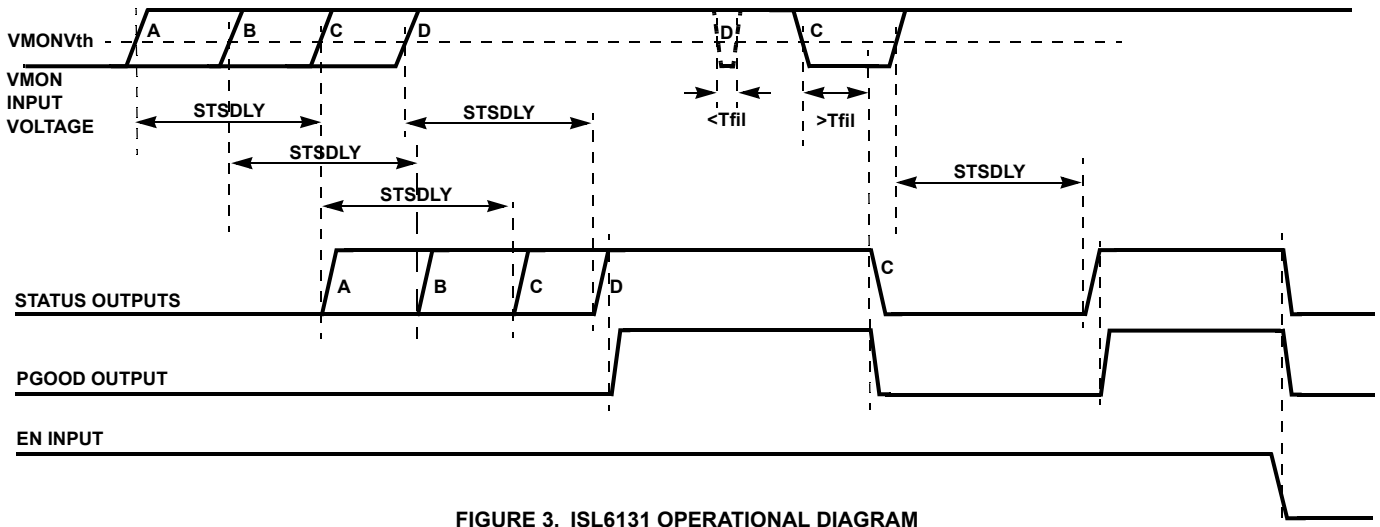 A B C D D C
VMONVth
VMON
INPUT
VOLTAGE
STSDLY STSDLY <Tfil >Tfil
STSDLY
STSDLY
STSDLY
A B C D C
STATUS OUTPUTS
PGOOD OUTPUT
EN INPUT
FIGURE 3. ISL6131 OPERATIONAL DIAGRAM